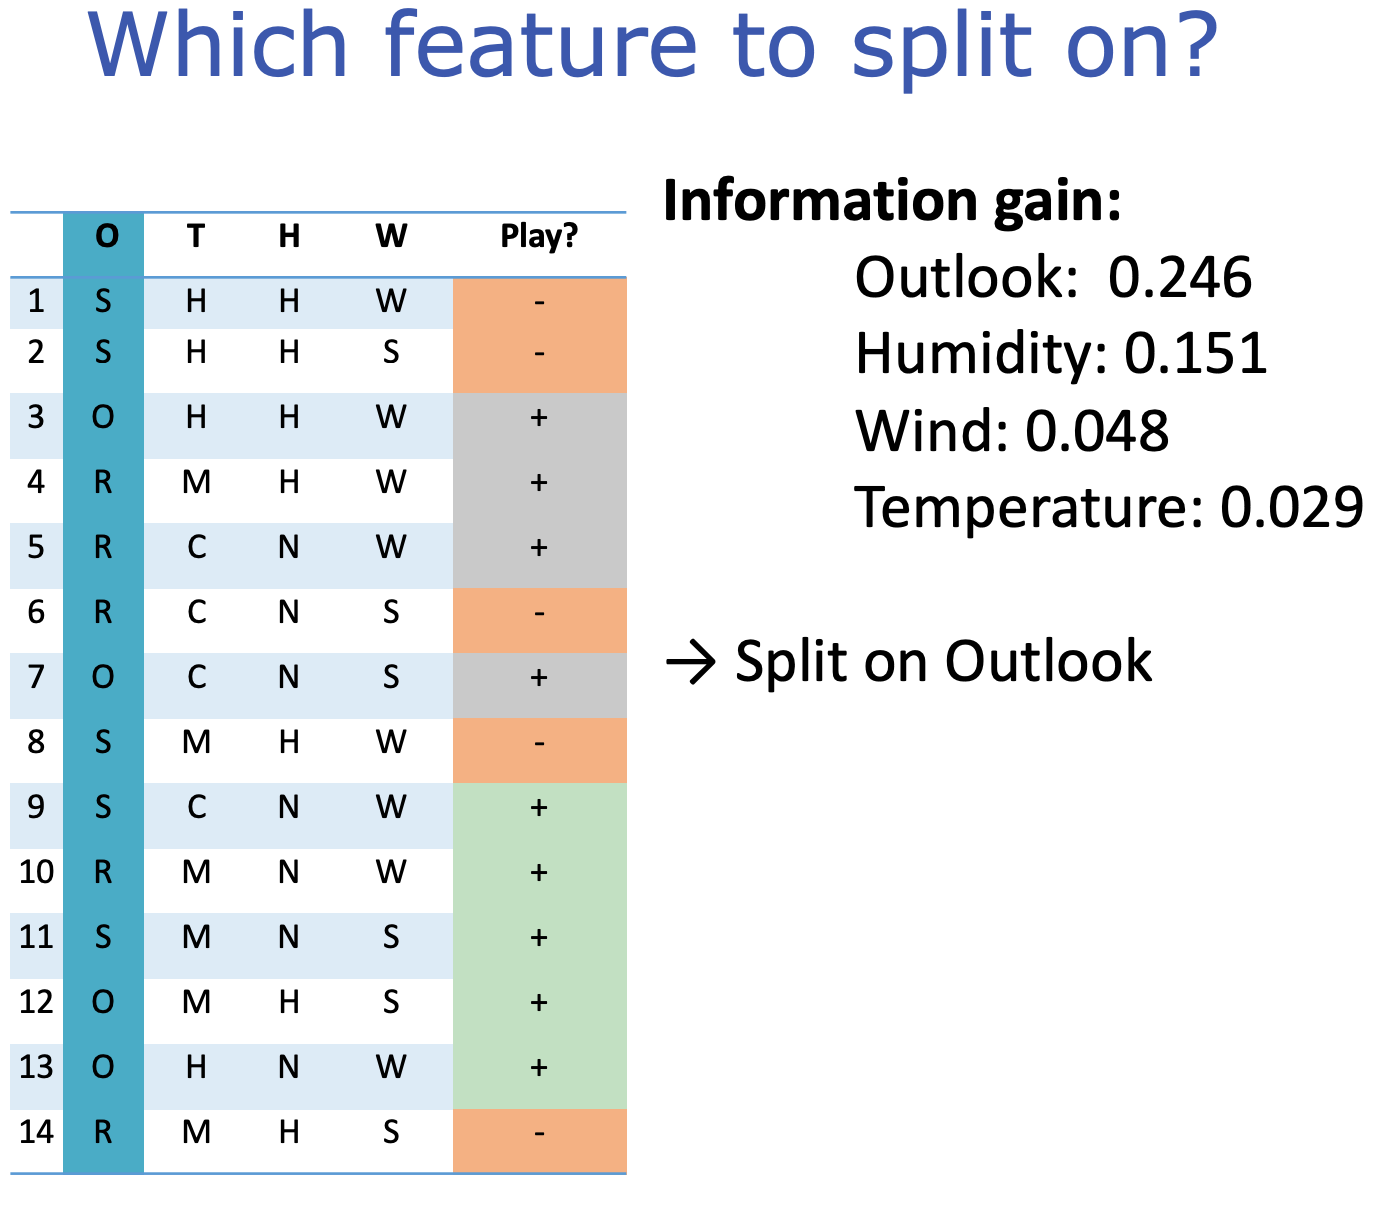 Which feature to split on?
O T H W Play?
1 S H H W -
2 S H H S -
3 O H H W +
4 R M H W +
5 R C N W +
6 R C N S -
7 O C N S +
8 S M H W -
9 S C N W +
10 R M N W +
11 S M N S +
12 O M H S +
13 O H N W +
14 R M H S -
Information gain:
Outlook: 0.246
Humidity: 0.151
Wind: 0.048
Temperature: 0.029
→ Split on Outlook